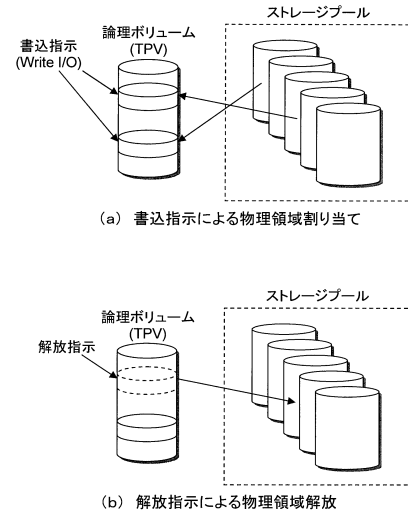 ストレージプール
論理ボリューム
(TPV)
書込指示
(Write I/O)
(a) 書込指示による物理領域割り当て
ストレージプール
論理ボリューム
(TPV)
解放指示
(b) 解放指示による物理領域解放